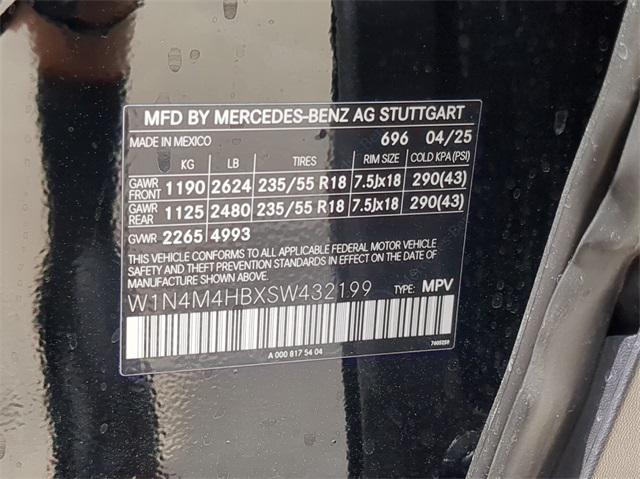 MFD BY MERCEDES-BENZ AG STUTTGART
MADE IN MEXICO 696 04/25
KG LB TIRES RIM SIZE COLD KPA (PSI)
GAWR FRONT 1190 2624 235/55 R18 7.5Jx18 290(43)
GAWR REAR 1125 2480 235/55 R18 7.5Jx18 290(43)
GVWR 2265 4993
THIS VEHICLE CONFORMS TO ALL APPLICABLE FEDERAL MOTOR VEHICLE
SAFETY AND THEFT PREVENTION STANDARDS IN EFFECT ON THE DATE OF
MANUFACTURE SHOWN ABOVE.
W1N4M4HBXSW432199 TYPE: MPV
A 000 817 54 04